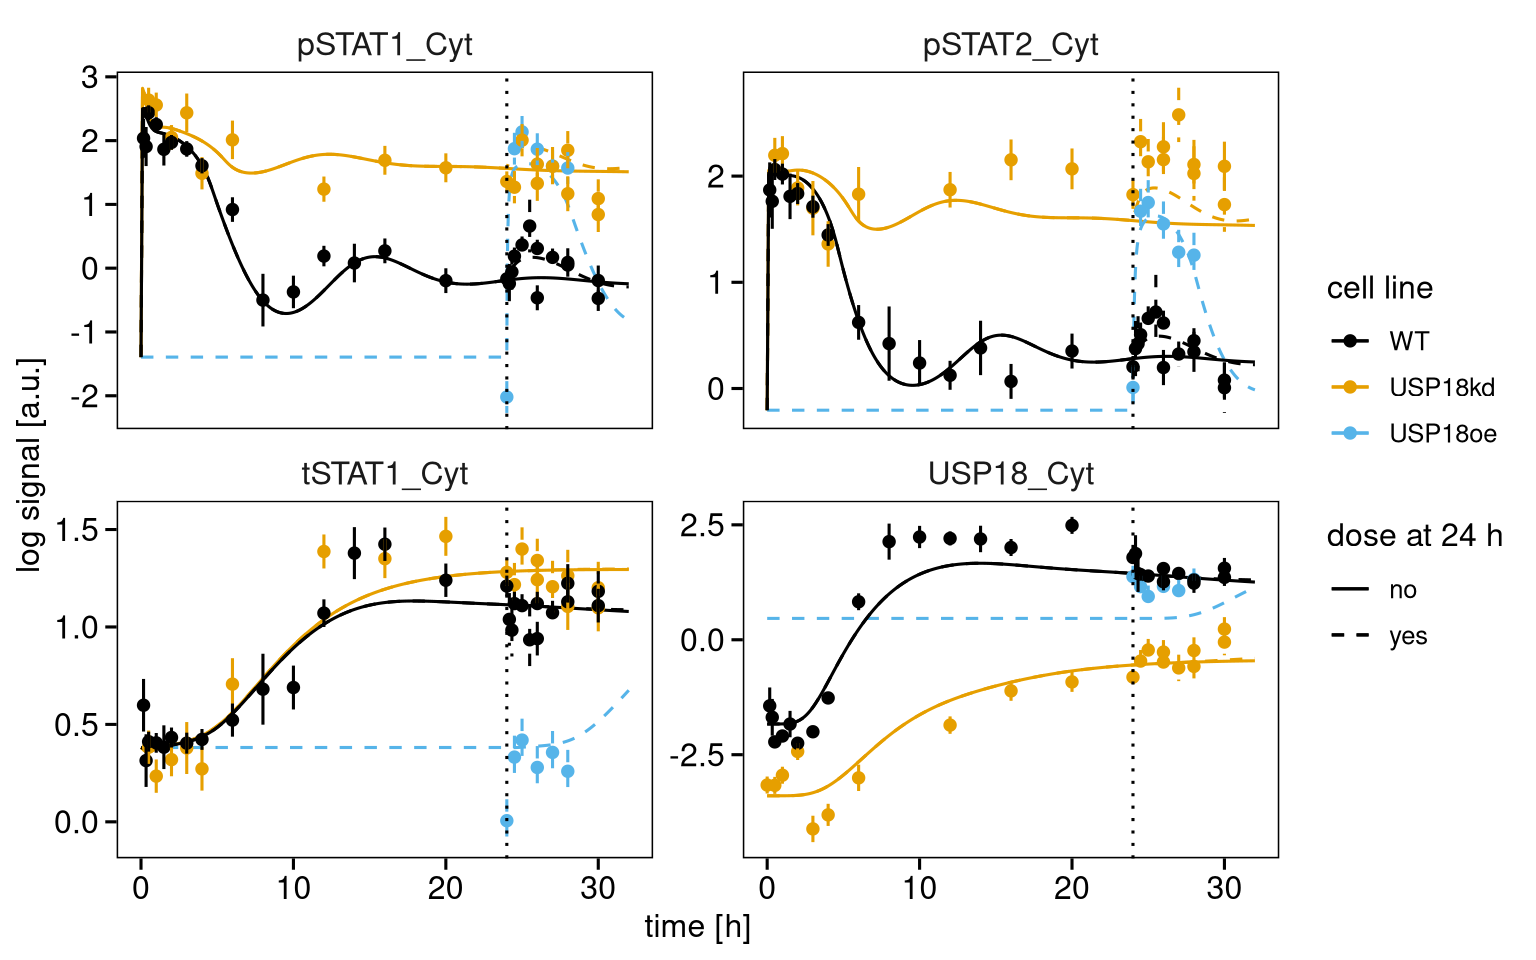 pSTAT1_Cyt
pSTAT2_Cyt
3
2
1
0
-1
-2
2
1
0
tSTAT1_Cyt
USP18_Cyt
1.5
1.0
0.5
0.0
2.5
0.0
-2.5
0 10 20 30
0 10 20 30
time [h]
log signal [a.u.]
cell line
WT
USP18kd
USP18oe
dose at 24 h
no
yes